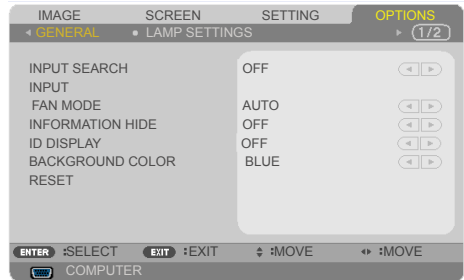 IMAGE SCREEN SETTING OPTIONS
GENERAL • LAMP SETTINGS (1/2)
INPUT SEARCH OFF
INPUT
FAN MODE AUTO
INFORMATION HIDE OFF
ID DISPLAY OFF
BACKGROUND COLOR BLUE
RESET
ENTER :SELECT EXIT :EXIT :MOVE :MOVE
COMPUTER